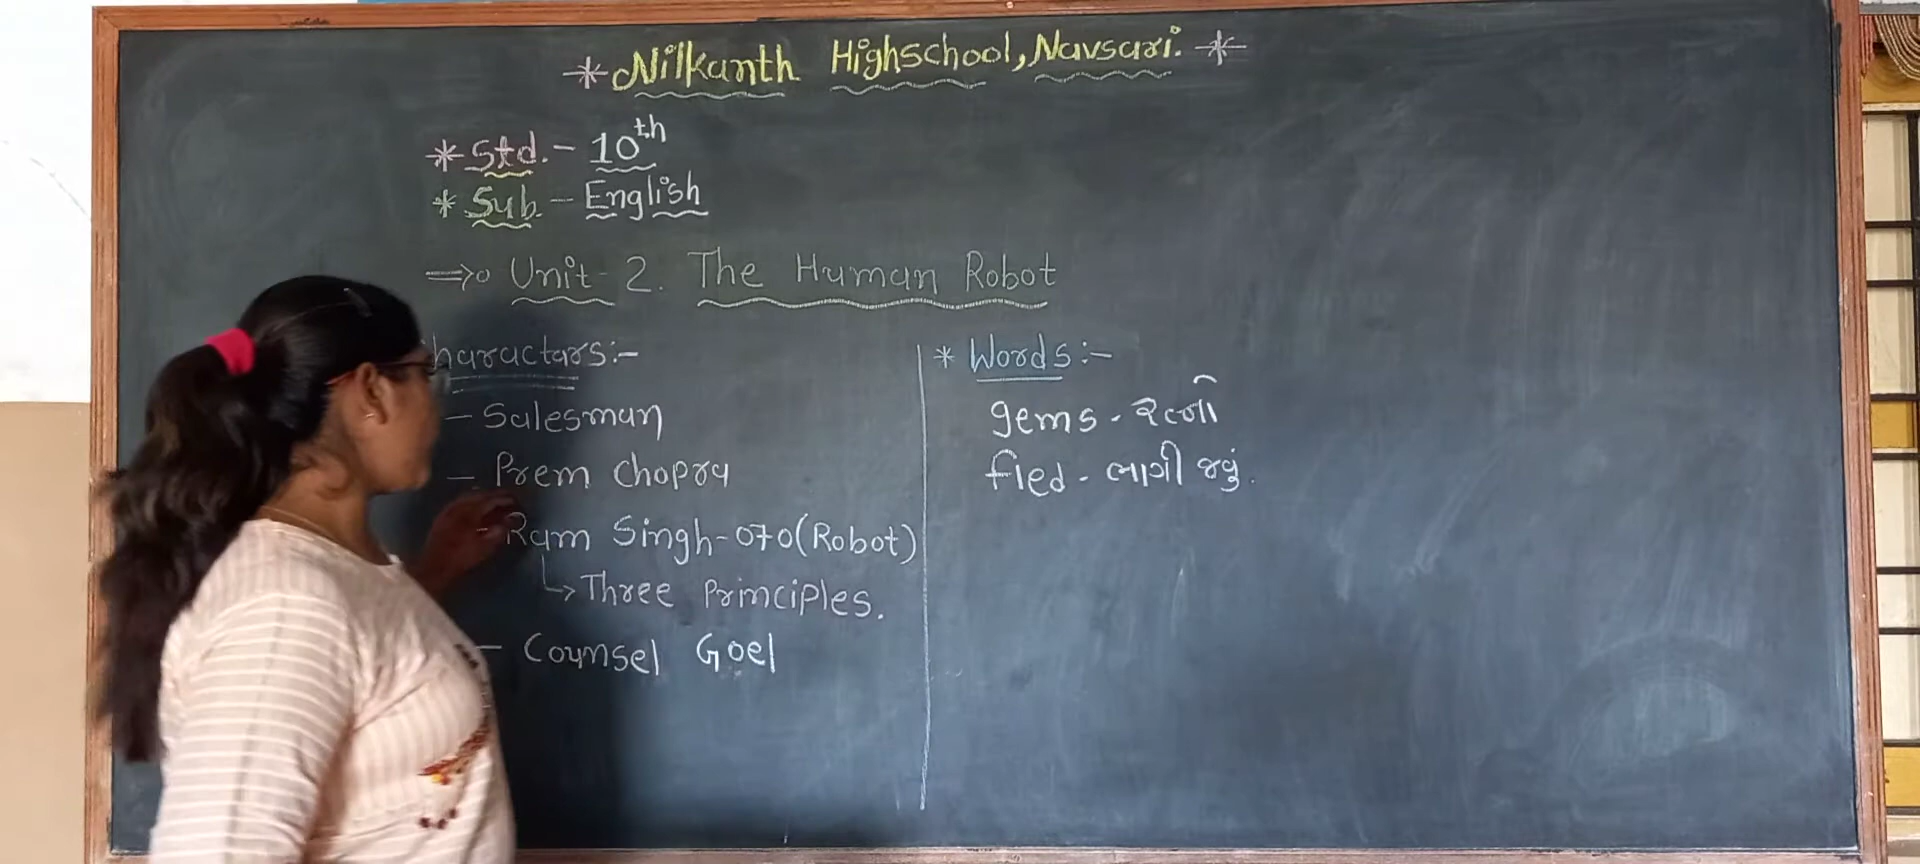 * Nilkanth Highschool, Navsari. *
* Std. - 10th
* Sub - English
⇒ Unit - 2. The Human Robot
haractars:-
- Salesman
- Prem Chopra
- Ram Singh-070 (Robot)
↳ Three Principles.
- Counsel Goel
* Words :-
gems - રત્નો
fled - ભાગી જવું.